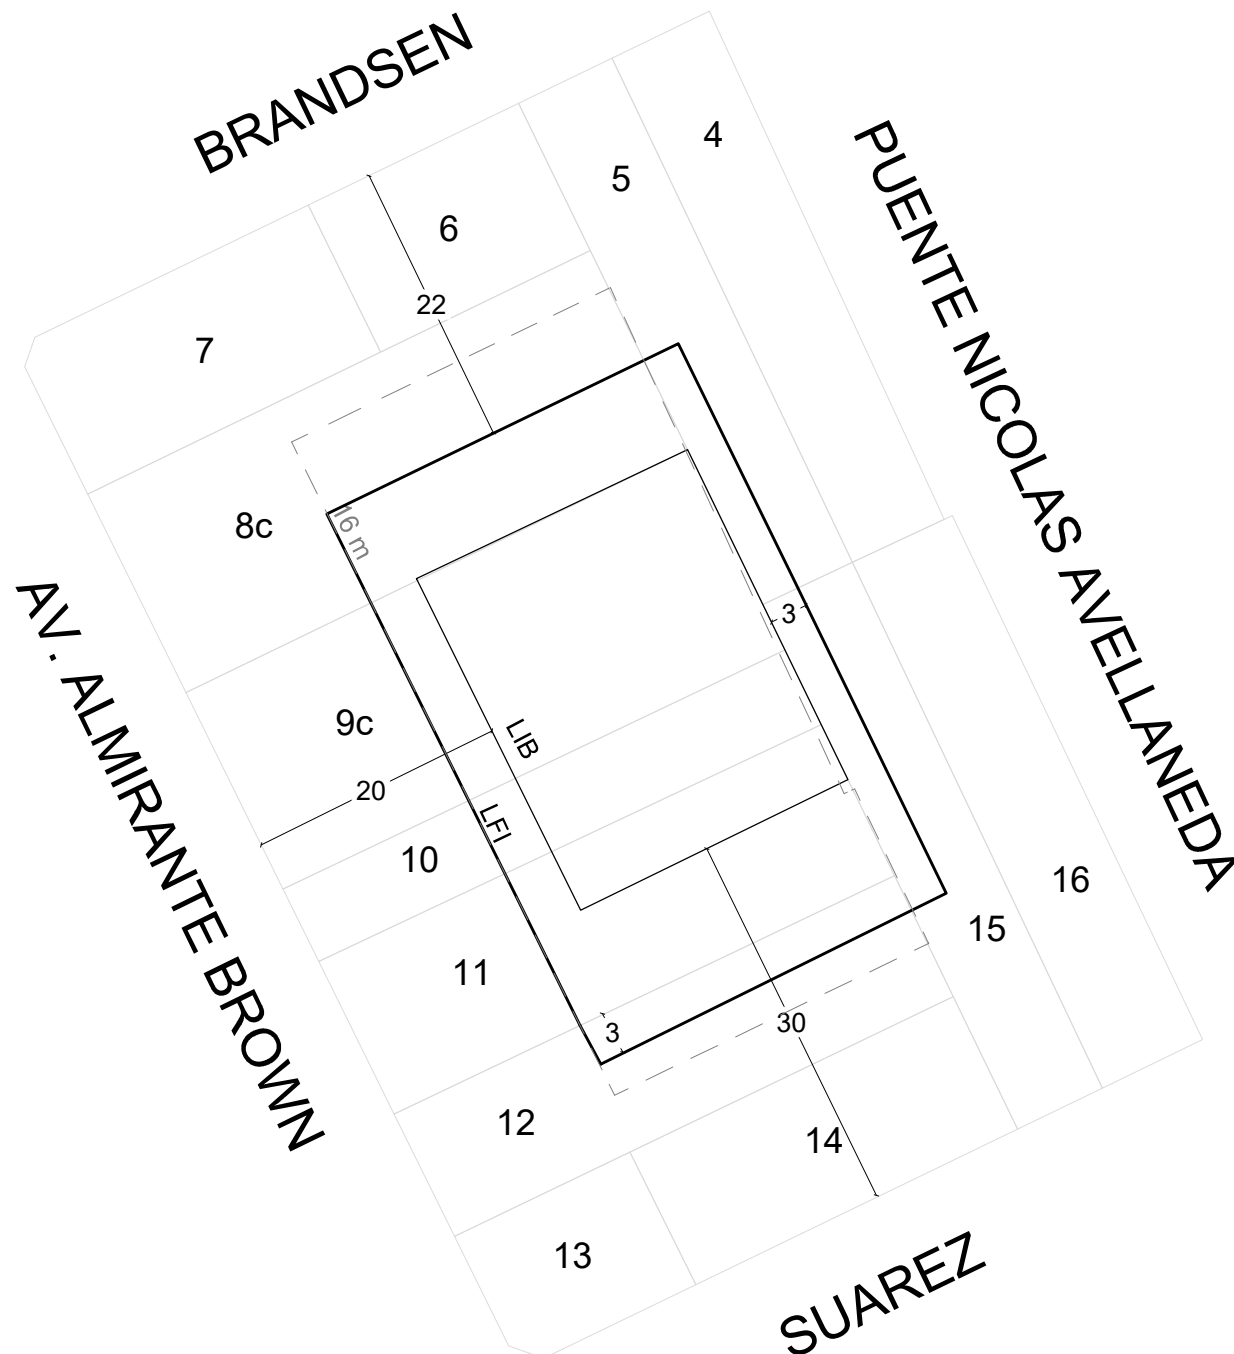 BRANDSEN
4
5
6
PUENTE NICOLAS AVELLANEDA
22
7
8c
16 m
3
9c
LIB
20
LFI
10
16
15
11
3
30
12
14
13
AV. ALMIRANTE BROWN
SUAREZ